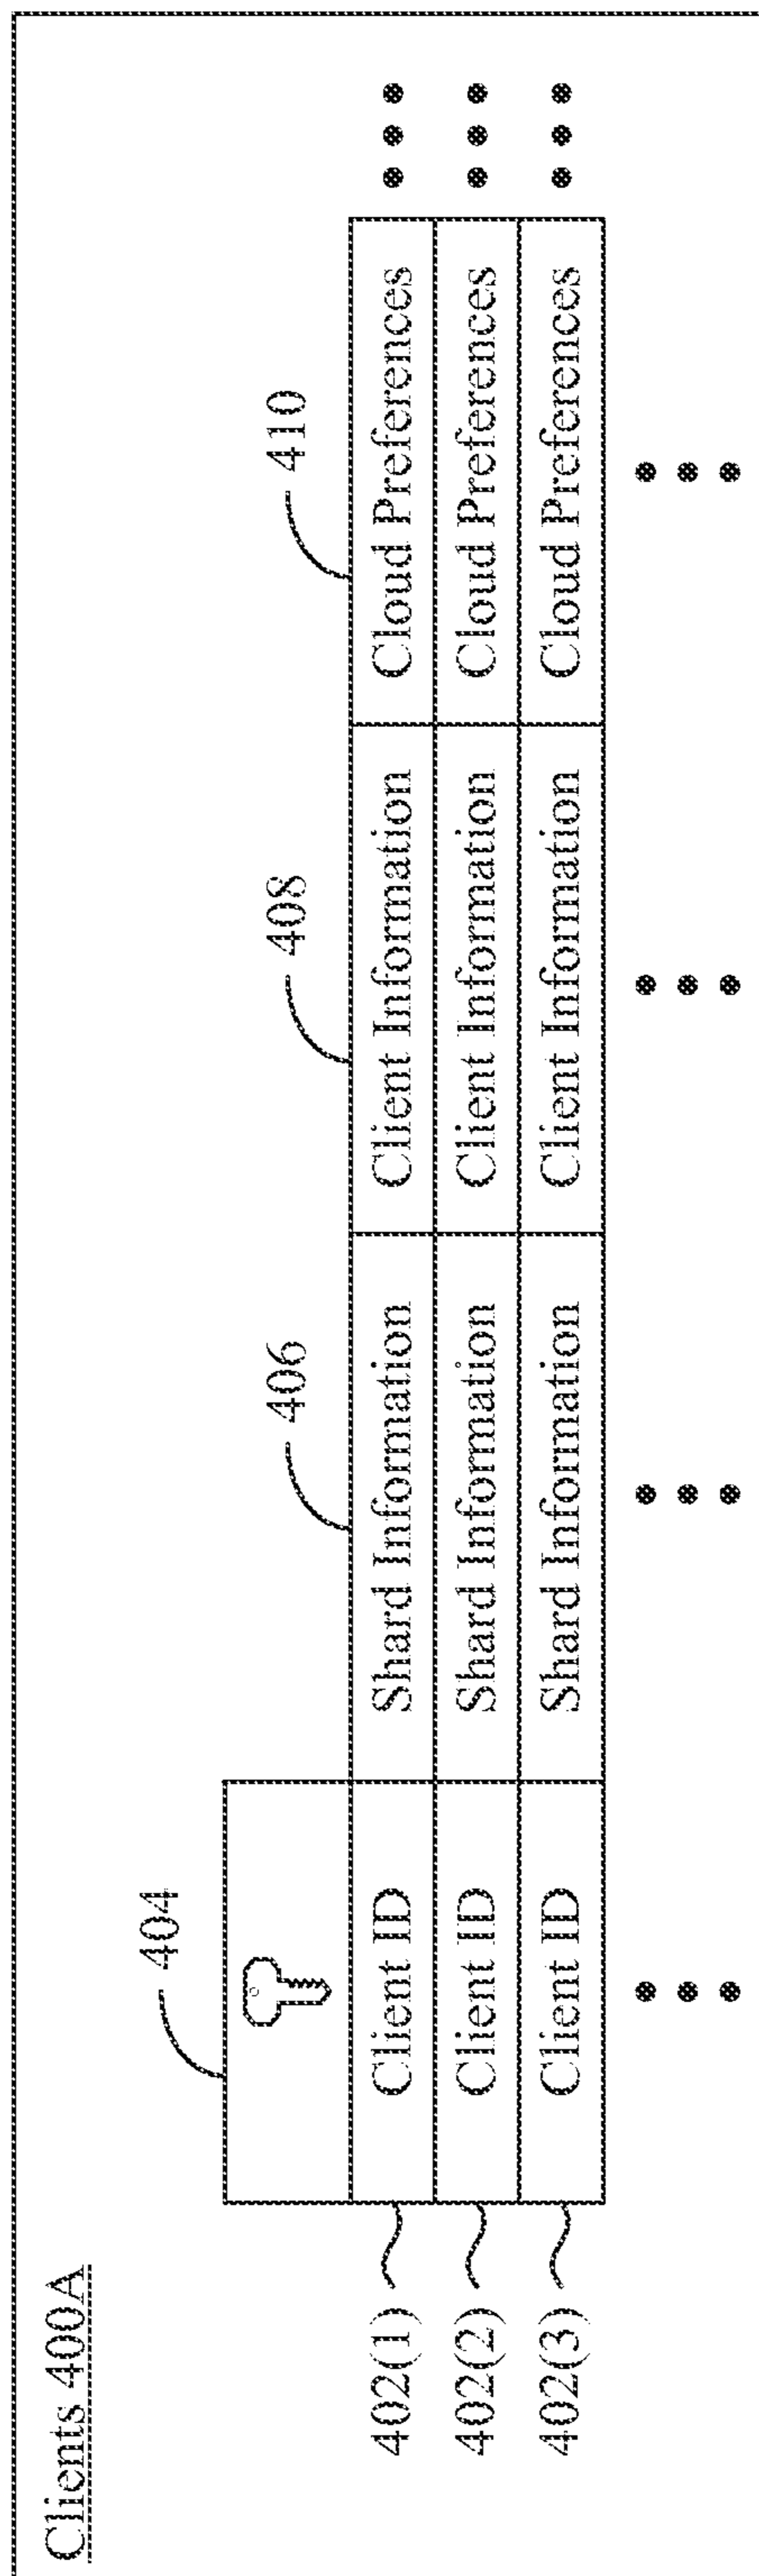 Clients 400A
404
406
408
410
402(1) Client ID Shard Information Client Information Cloud Preferences
402(2) Client ID Shard Information Client Information Cloud Preferences
402(3) Client ID Shard Information Client Information Cloud Preferences